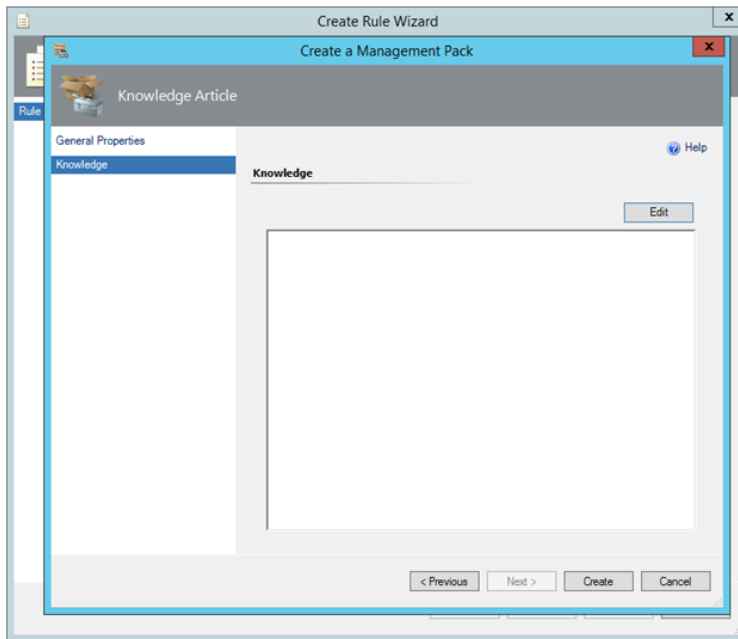 Create Rule Wizard
x
Create a Management Pack
x
Knowledge Article
Rule
General Properties
Help
Knowledge
Knowledge
Edit
< Previous Next > Create Cancel